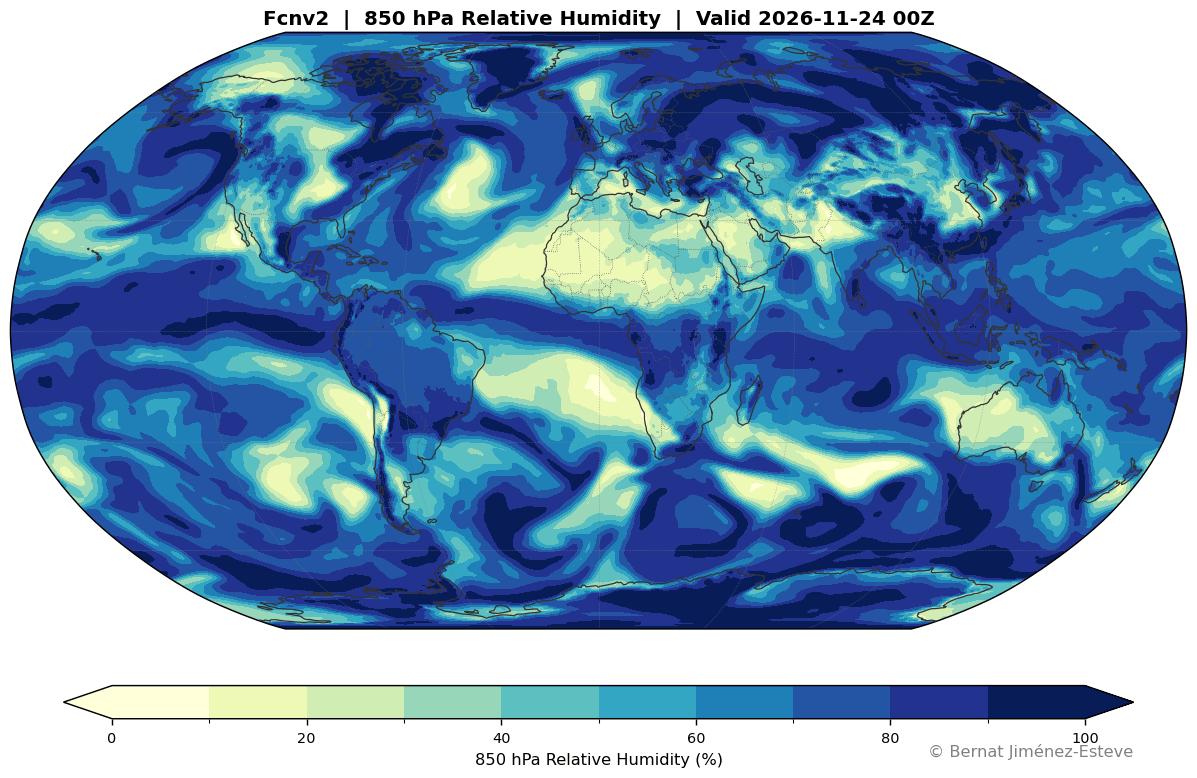 Fcnv2 | 850 hPa Relative Humidity | Valid 2026-11-24 00Z
0 20 40 60 80 100
850 hPa Relative Humidity (%)
© Bernat Jiménez-Esteve